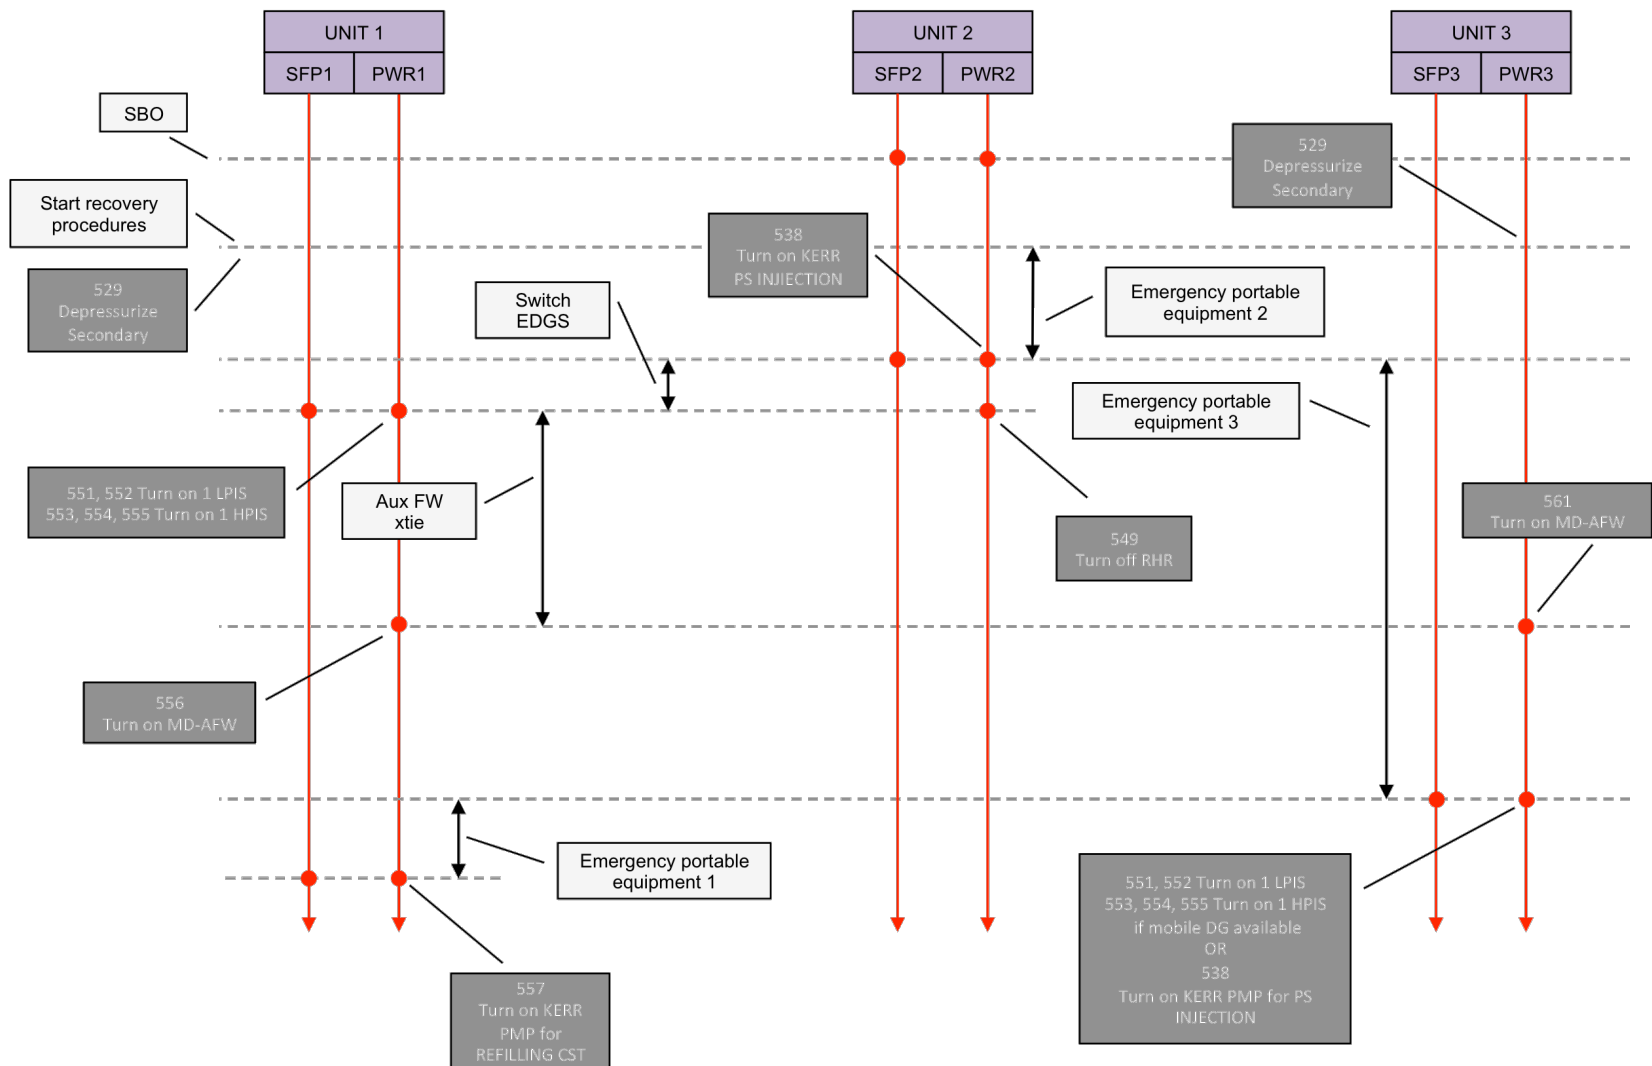 UNIT 1
SFP1
PWR1
UNIT 2
SFP2
PWR2
UNIT 3
SFP3
PWR3
SBO
529
Depressurize
Secondary
Start recovery
procedures
538
Turn on KERR
PS INJIECTION
529
Depressurize
Secondary
Switch
EDGS
Emergency portable
equipment 2
Emergency portable
equipment 3
551, 552 Turn on 1 LPIS
553, 554, 555 Turn on 1 HPIS
Aux FW
xtie
549
Turn off RHR
561
Turn on MD-AFW
556
Turn on MD-AFW
Emergency portable
equipment 1
551, 552 Turn on 1 LPIS
553, 554, 555 Turn on 1 HPIS
if mobile DG available
OR
538
Turn on KERR PMP for PS
INJECTION
557
Turn on KERR
PMP for
REFILLING CST